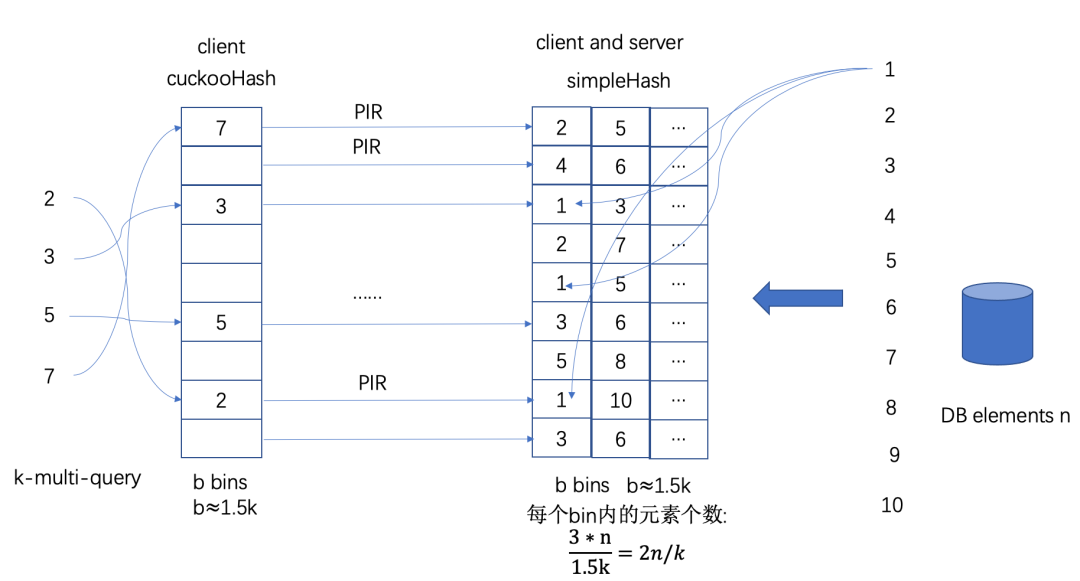 client
cuckooHash
client and server
simpleHash
PIR
PIR
PIR
……
2
3
5
7
k-multi-query
7
3
5
2
b bins
b≈1.5k
2 5 ...
4 6 ...
1 3 ...
2 7 ...
1 5 ...
3 6 ...
5 8 ...
1 10 ...
3 6 ...
b bins b≈1.5k
每个bin内的元素个数:
3 * n / 1.5k = 2n/k
1
2
3
4
5
6
7
8
9
10
DB elements n